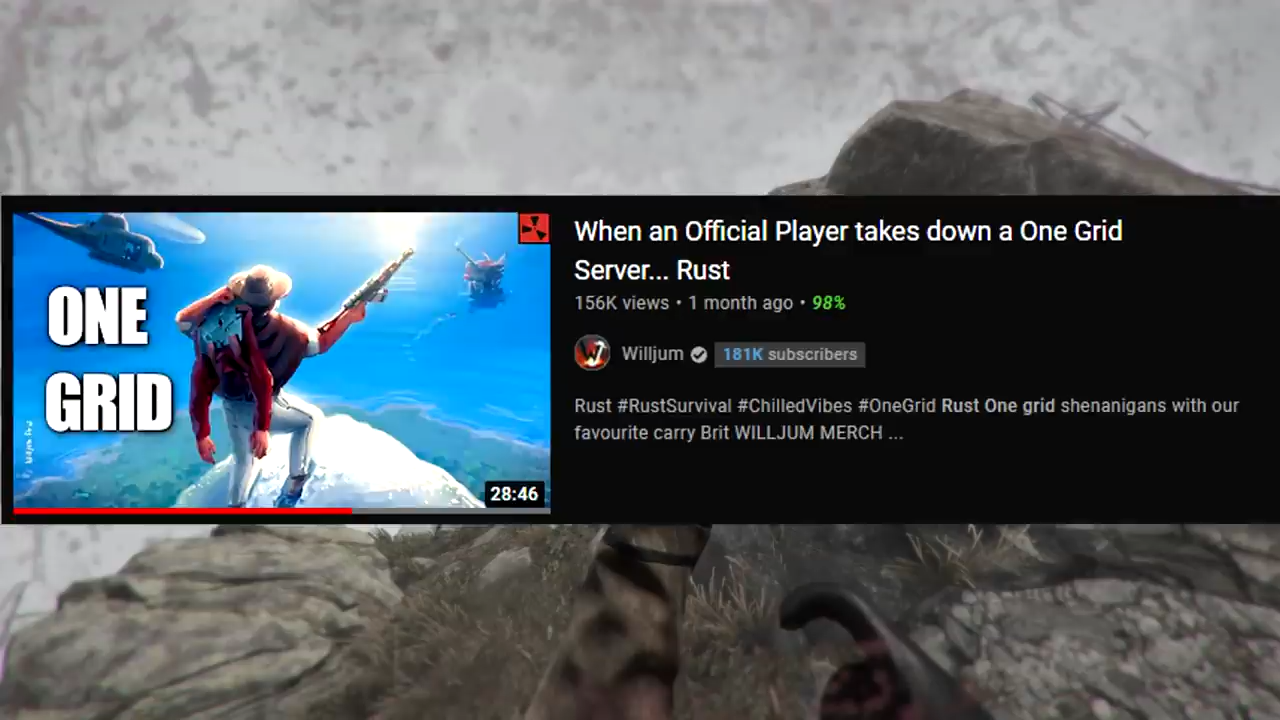 ONE
GRID
28:46
When an Official Player takes down a One Grid
Server... Rust
156K views • 1 month ago • 98%
Willjum 181K subscribers
Rust #RustSurvival #ChilledVibes #OneGrid Rust One grid shenanigans with our
favourite carry Brit WILLJUM MERCH ...